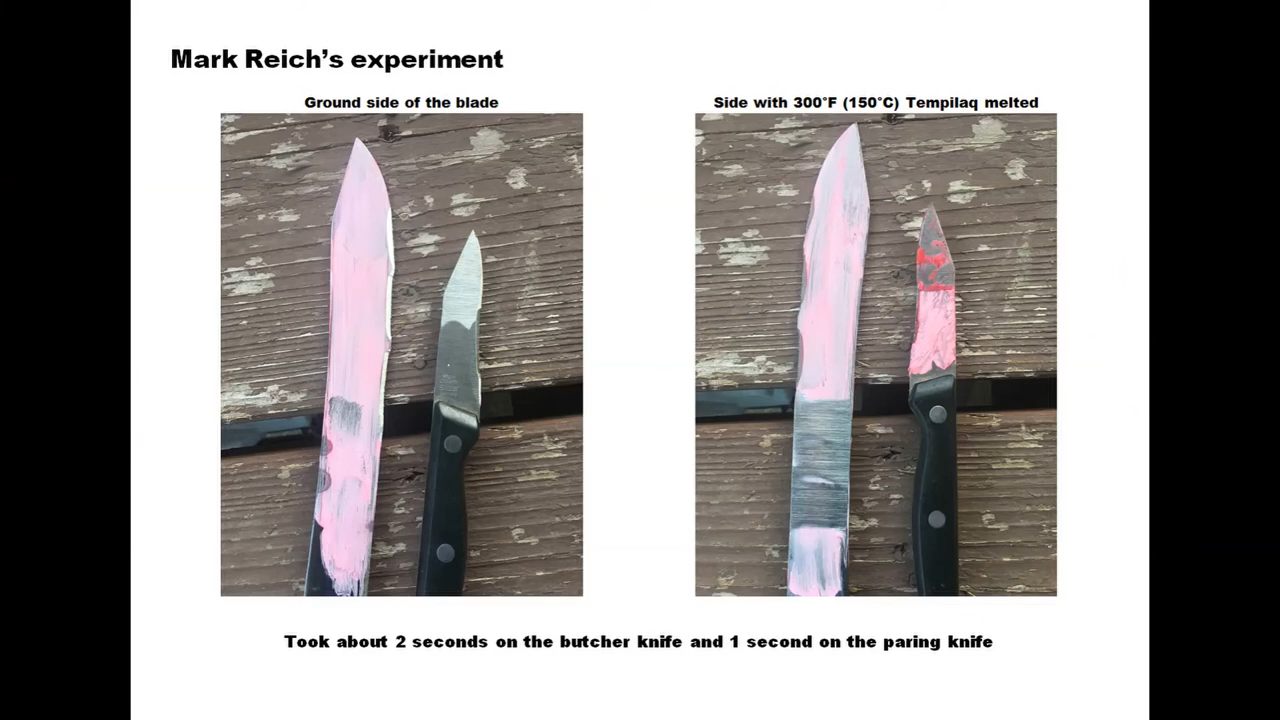 Mark Reich’s experiment
Ground side of the blade
Side with 300°F (150°C) Tempilaq melted
Took about 2 seconds on the butcher knife and 1 second on the paring knife